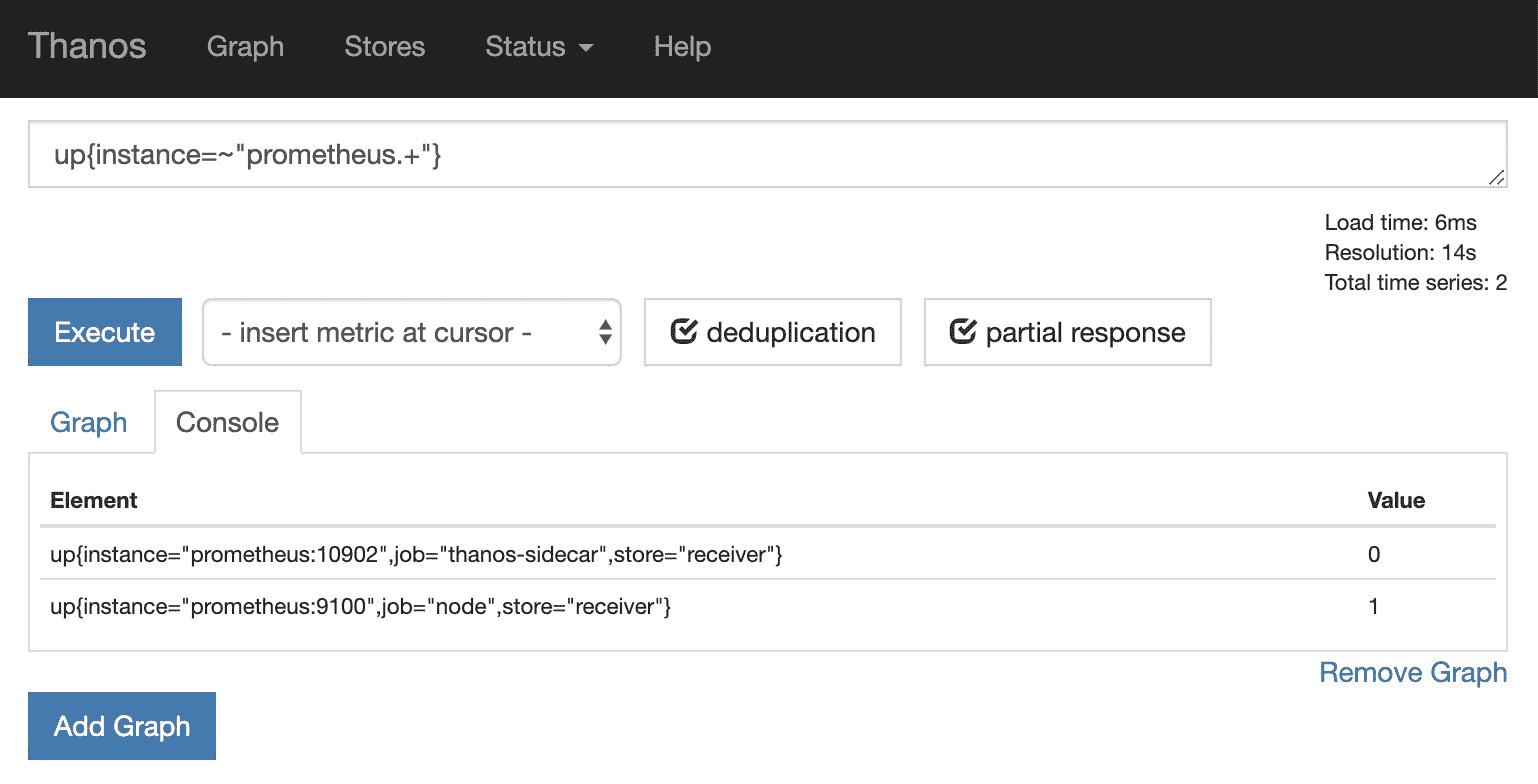 Thanos Graph Stores Status Help
up{instance=~"prometheus.+"}
Load time: 6ms
Resolution: 14s
Total time series: 2
Execute - insert metric at cursor - deduplication partial response
Graph Console
Element Value
up{instance="prometheus:10902",job="thanos-sidecar",store="receiver"} 0
up{instance="prometheus:9100",job="node",store="receiver"} 1
Remove Graph
Add Graph